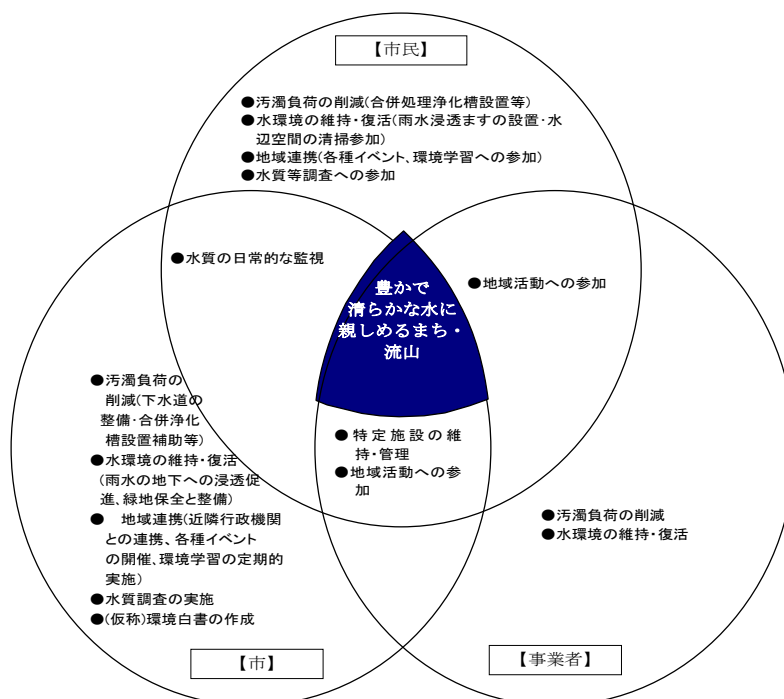 【市民】
●汚濁負荷の削減(合併処理浄化槽設置等)
●水環境の維持・復活(雨水浸透ますの設置・水
辺空間の清掃参加)
●地域連携(各種イベント、環境学習への参加)
●水質等調査への参加
●水質の日常的な監視
●地域活動への参加
豊かで
清らかな水に
親しめるまち・
流山
●汚濁負荷の
削減(下水道の
整備・合併浄化
槽設置補助等)
●水環境の維持・復活
(雨水の地下への浸透促
進、緑地保全と整備)
● 地域連携(近隣行政機関
との連携、各種イベント
の開催、環境学習の定期的
実施)
●水質調査の実施
●(仮称)環境白書の作成
●特定施設の維
持・管理
●地域活動への参
加
●汚濁負荷の削減
●水環境の維持・復活
【市】
【事業者】